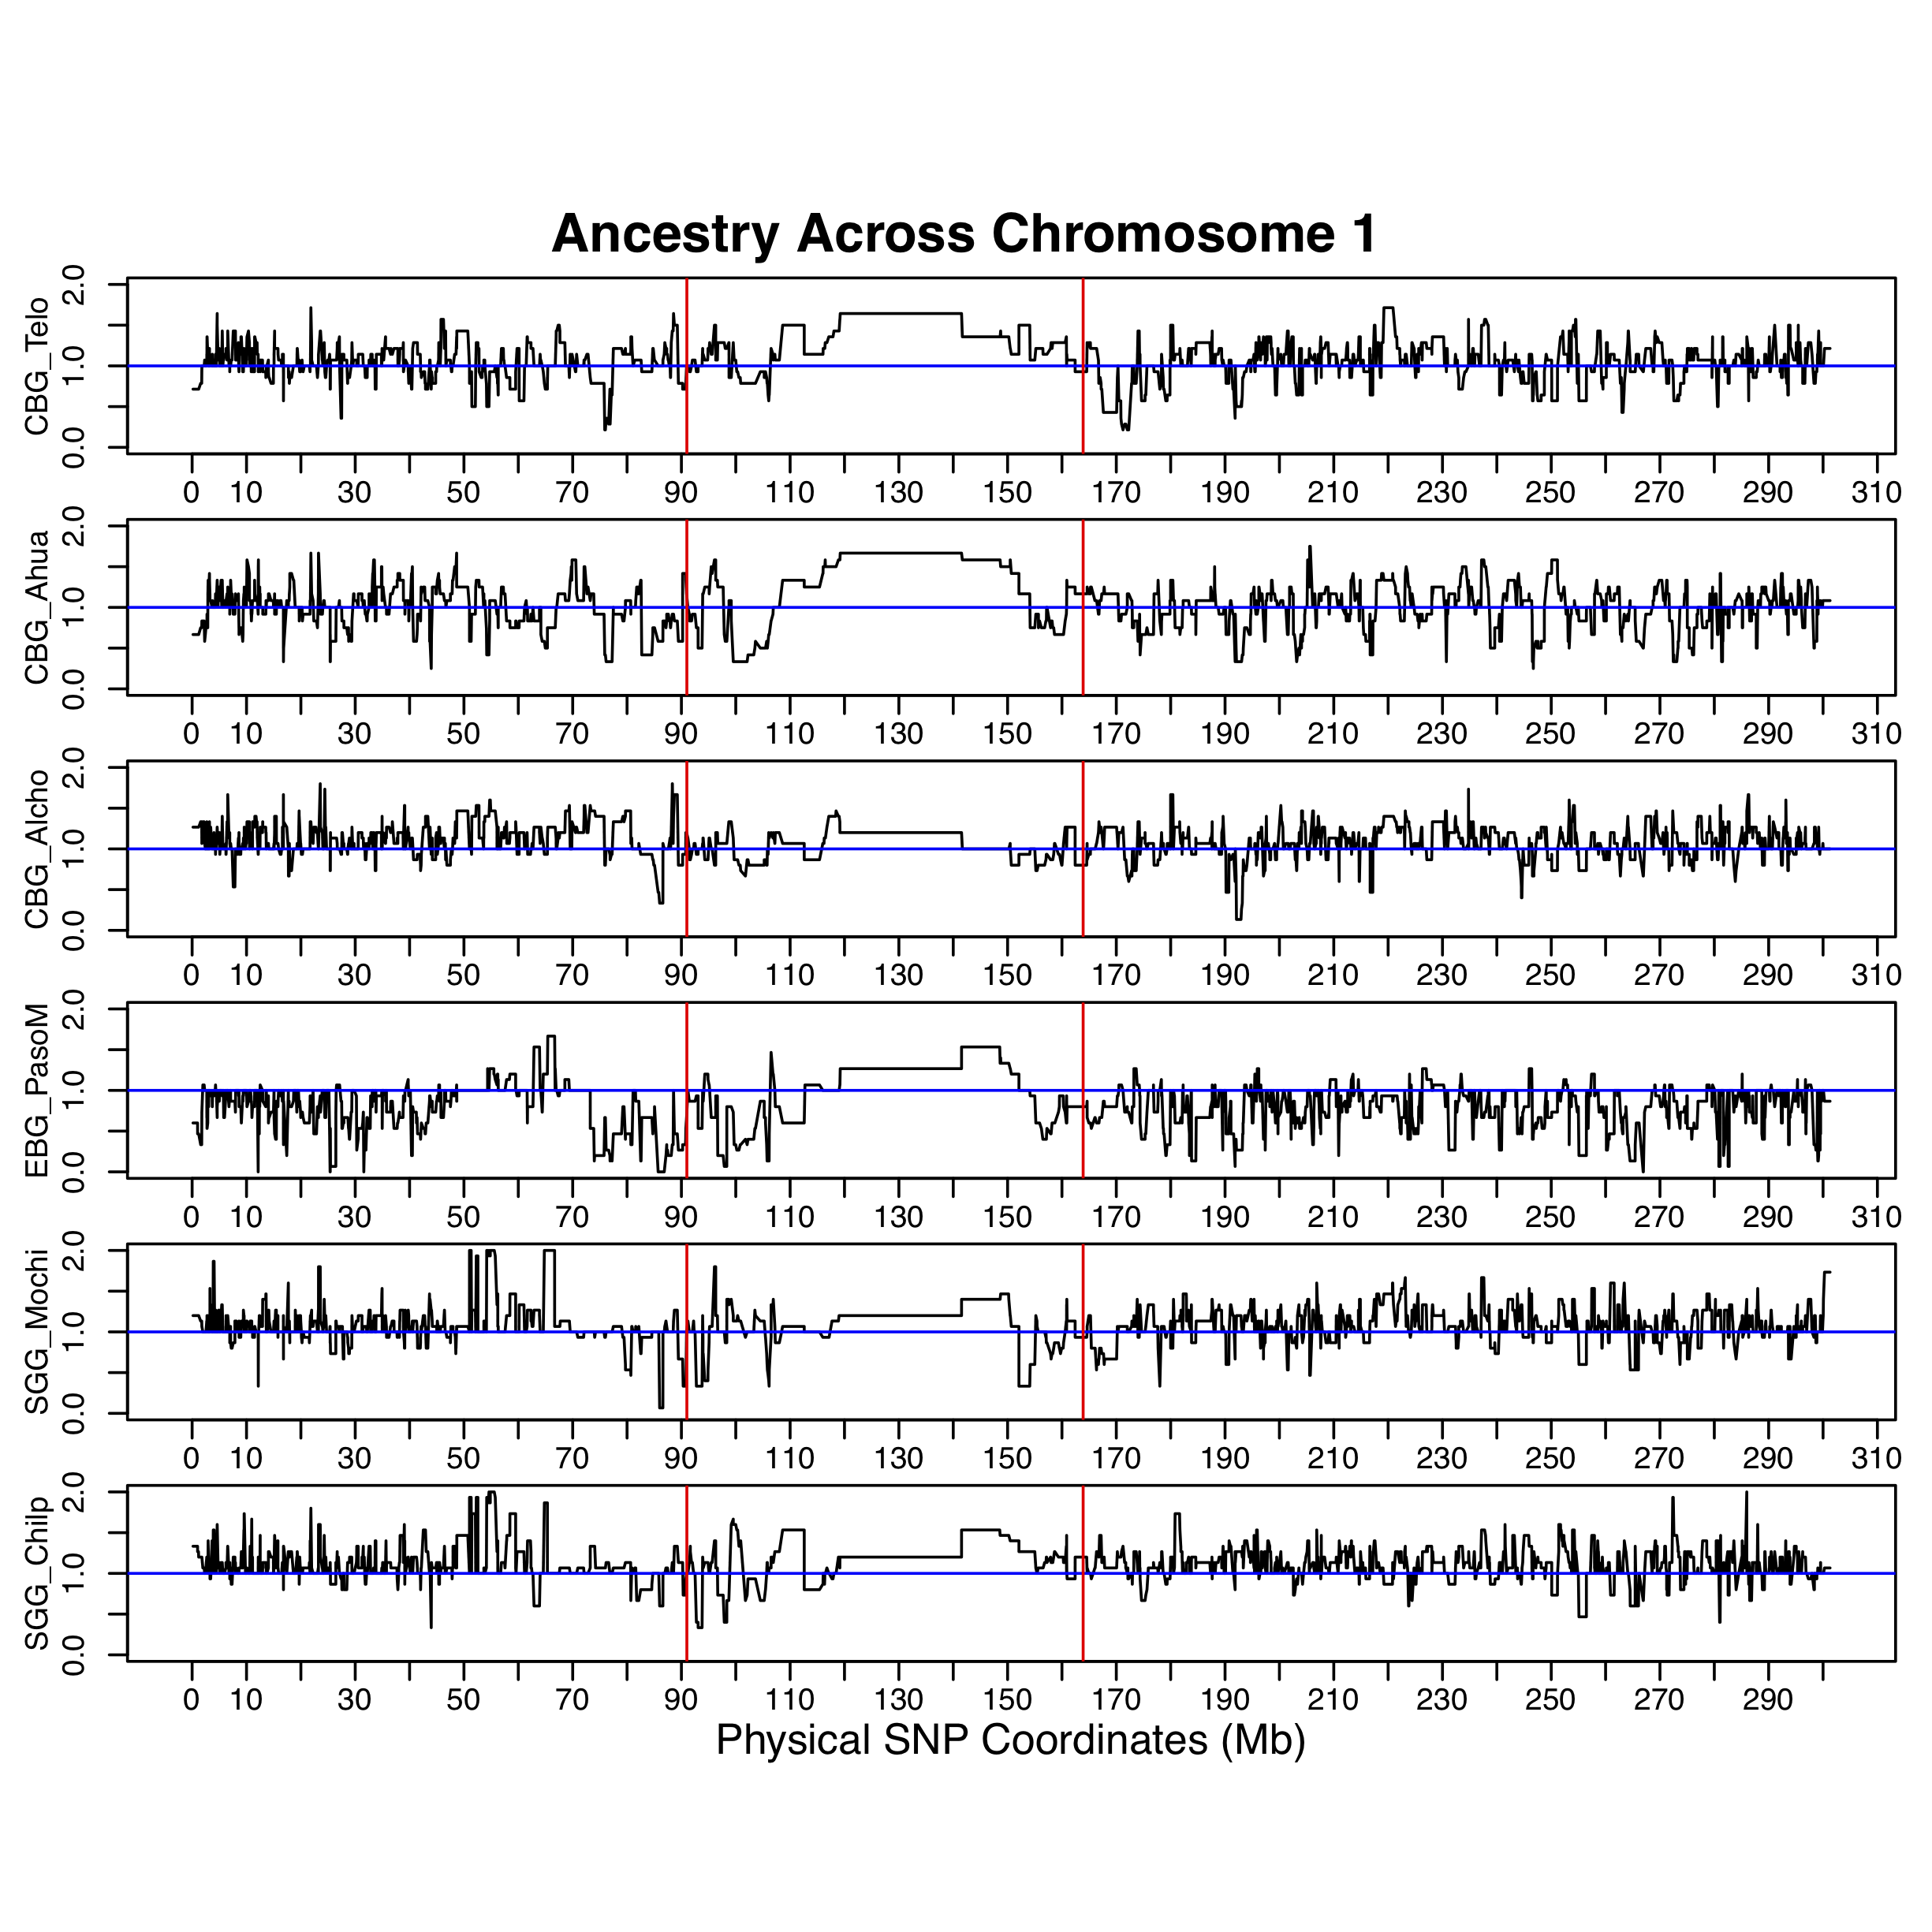 Ancestry Across Chromosome 1
CBG_Telo
0.0 1.0 2.0
0 10 30 50 70 90 110 130 150 170 190 210 230 250 270 290 310
CBG_Ahua
0.0 1.0 2.0
0 10 30 50 70 90 110 130 150 170 190 210 230 250 270 290 310
CBG_Alcho
0.0 1.0 2.0
0 10 30 50 70 90 110 130 150 170 190 210 230 250 270 290 310
EBG_PasoM
0.0 1.0 2.0
0 10 30 50 70 90 110 130 150 170 190 210 230 250 270 290 310
SGG_Mochi
0.0 1.0 2.0
0 10 30 50 70 90 110 130 150 170 190 210 230 250 270 290 310
SGG_Chilp
0.0 1.0 2.0
0 10 30 50 70 90 110 130 150 170 190 210 230 250 270 290
Physical SNP Coordinates (Mb)